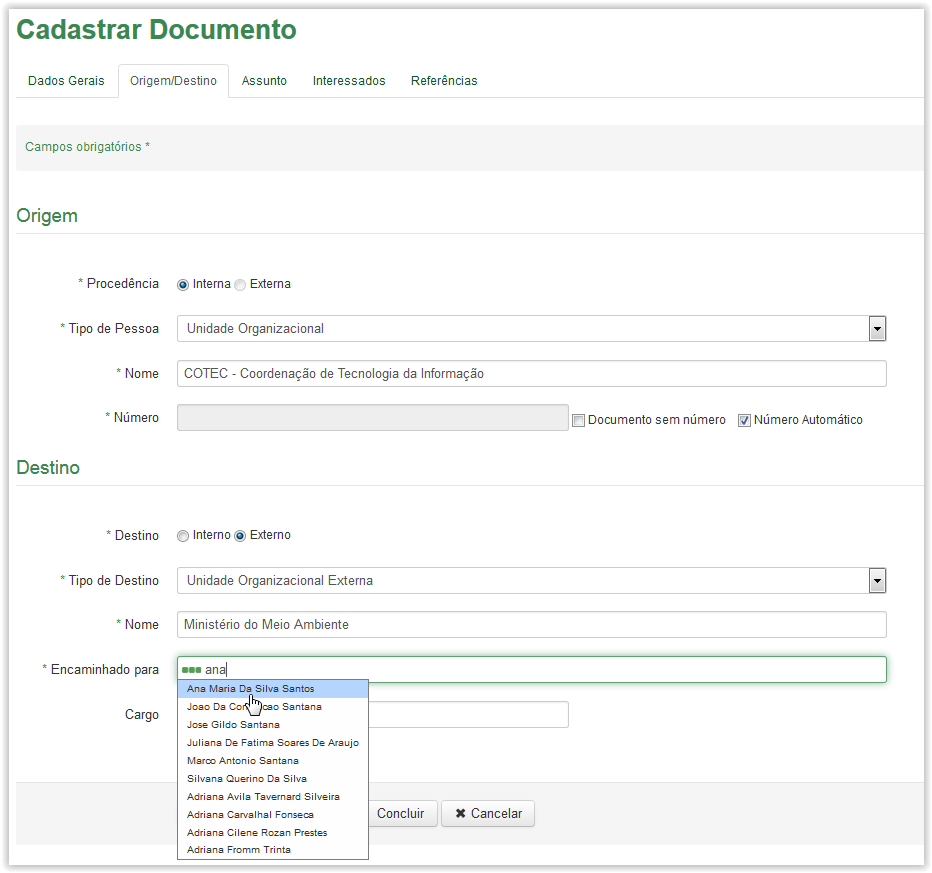 Cadastrar Documento
Dados Gerais Origem/Destino Assunto Interessados Referências
Campos obrigatórios *
Origem
* Procedência Interna Externa
* Tipo de Pessoa Unidade Organizacional
* Nome COTEC - Coordenação de Tecnologia da Informação
* Número Documento sem número Número Automático
Destino
* Destino Interno Externo
* Tipo de Destino Unidade Organizacional Externa
* Nome Ministério do Meio Ambiente
* Encaminhado para ana
Ana Maria Da Silva Santos
Cargo
Joao Da Santana
Jose Gildo Santana
Juliana De Fatima Soares De Araujo
Marco Antonio Santana
Silvana Querino Da Silva
Adriana Avila Tavernard Silveira
Adriana Carvalhal Fonseca
Adriana Cilene Rozan Prestes
Adriana Fromm Trinta
Concluir Cancelar